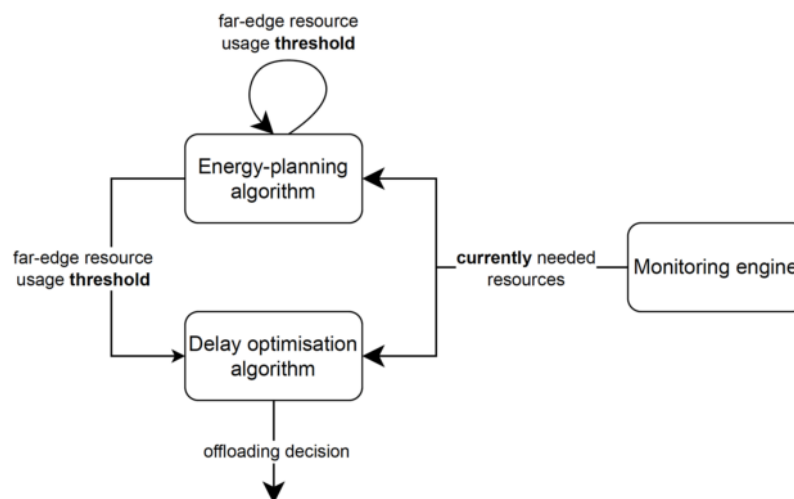 far-edge resource
usage threshold
Energy-planning
algorithm
far-edge resource
usage threshold
currently needed
resources
Monitoring engine
Delay optimisation
algorithm
offloading decision